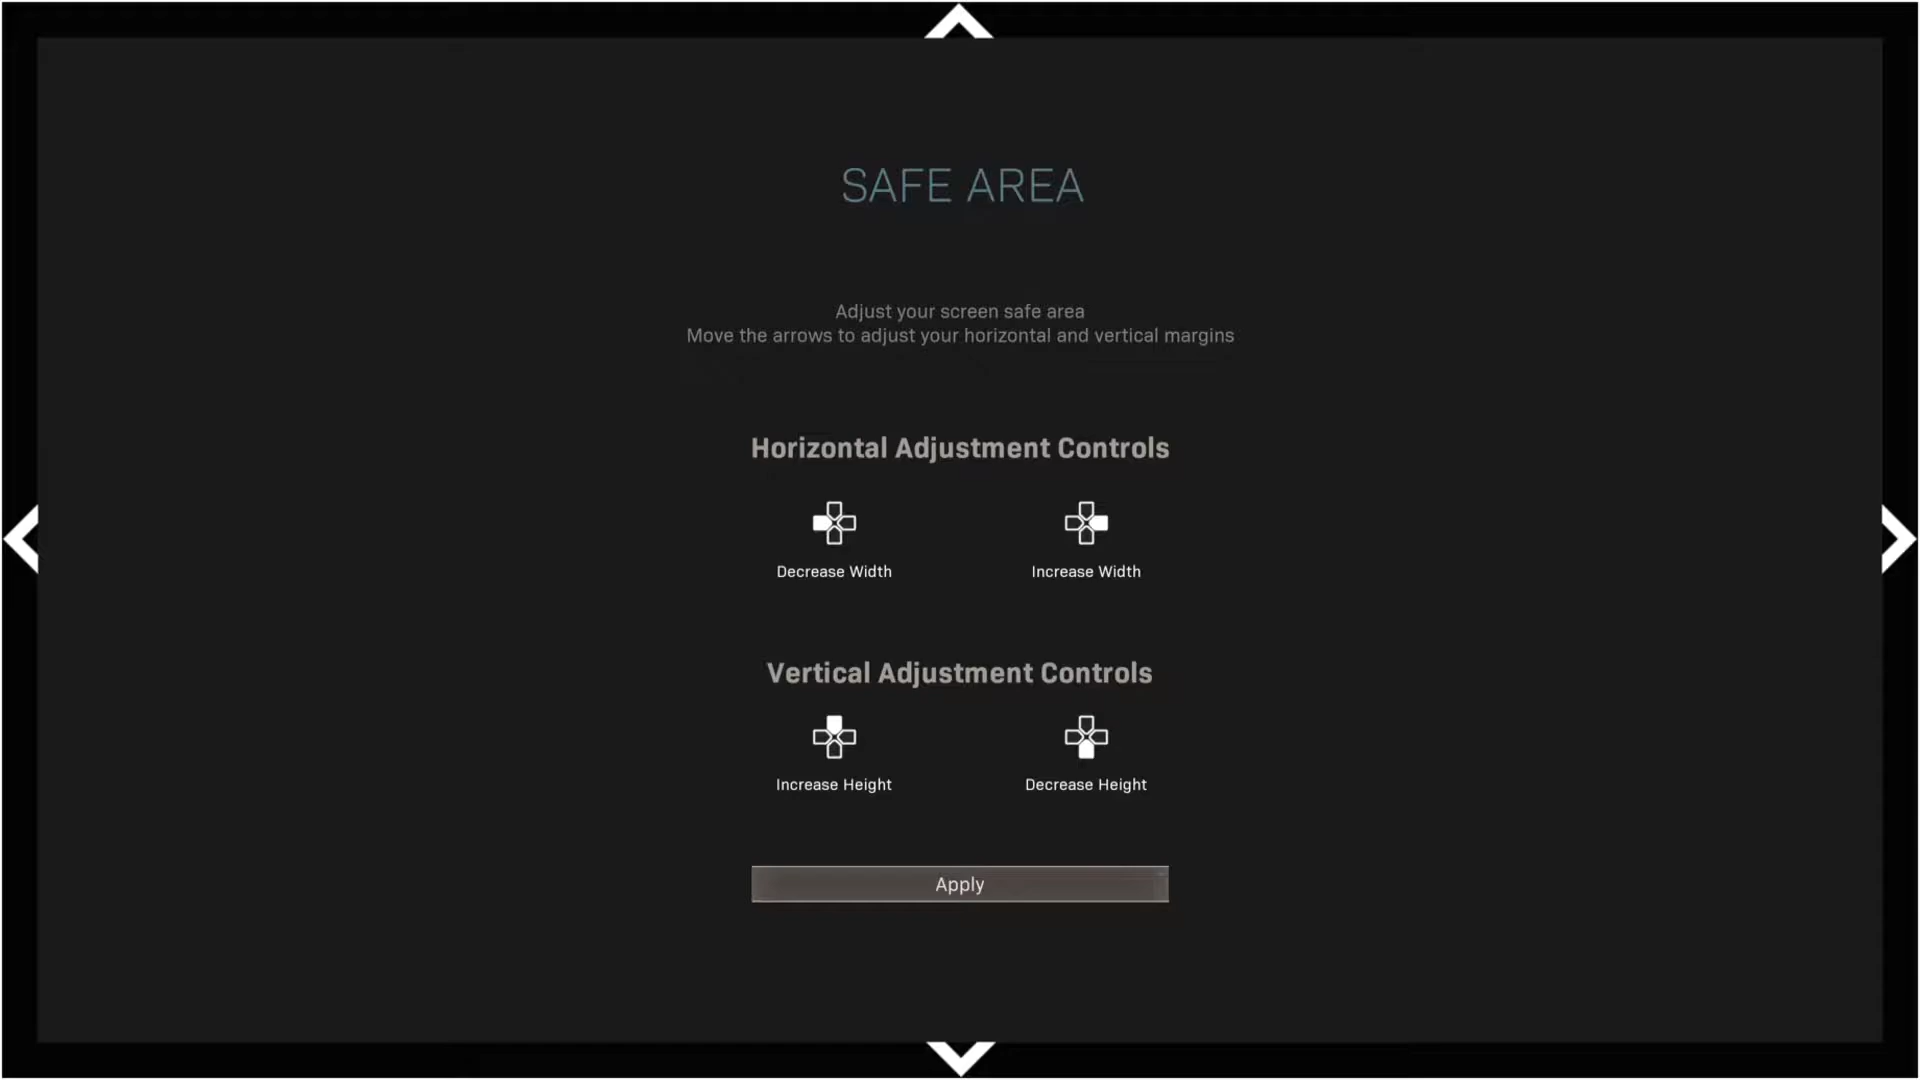 SAFE AREA
Adjust your screen safe area
Move the arrows to adjust your horizontal and vertical margins
Horizontal Adjustment Controls
Decrease Width
Increase Width
Vertical Adjustment Controls
Increase Height
Decrease Height
Apply